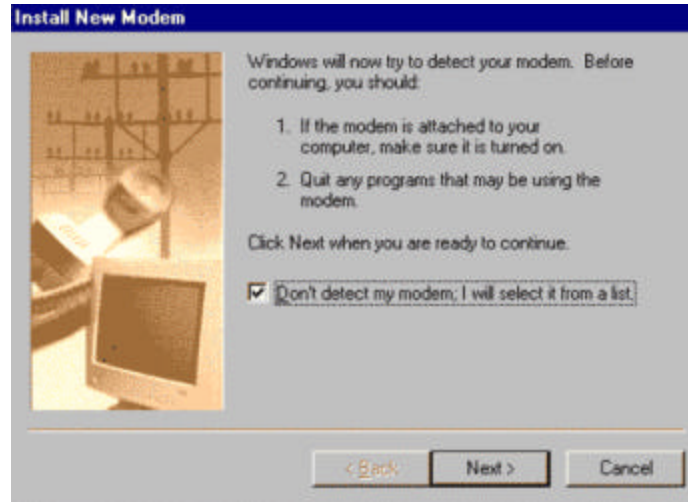 Install New Modem
Windows will now try to detect your modem. Before
continuing, you should:
1. If the modem is attached to your
computer, make sure it is turned on.
2. Quit any programs that may be using the
modem.
Click Next when you are ready to continue.
Don't detect my modem; I will select it from a list.
< Back
Next >
Cancel